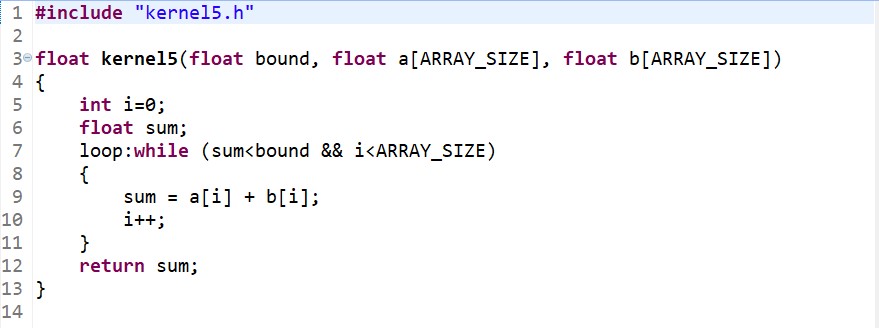 1 #include "kernel5.h"
2
3 float kernel5(float bound, float a[ARRAY_SIZE], float b[ARRAY_SIZE])
4 {
5     int i=0;
6     float sum;
7     loop:while (sum<bound && i<ARRAY_SIZE)
8     {
9         sum = a[i] + b[i];
10         i++;
11     }
12     return sum;
13 }
14